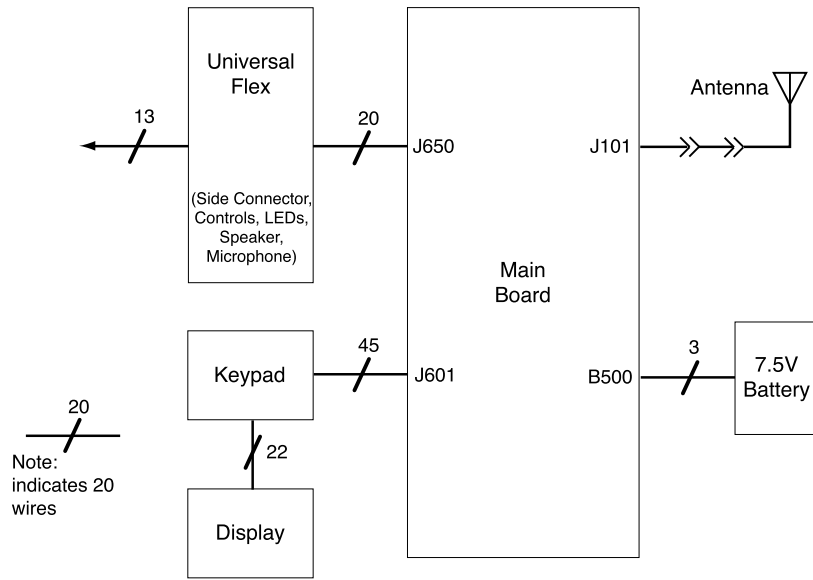 Universal
Flex
(Side Connector,
Controls, LEDs,
Speaker,
Microphone)
13
20
J650
J101
Antenna
Main
Board
Keypad
45
J601
B500
3
7.5V
Battery
22
Display
20
Note:
indicates 20
wires